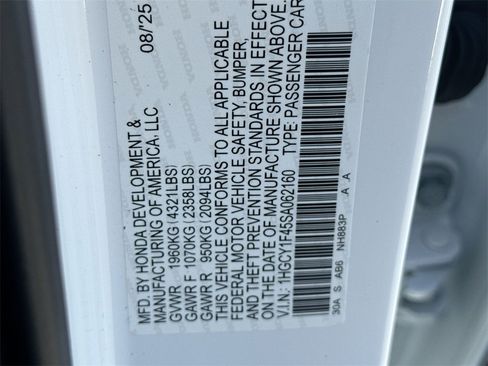 MFD. BY HONDA DEVELOPMENT & 08/25
MANUFACTURING OF AMERICA, LLC
GVWR 1960KG(4321LBS)
GAWR F 1070KG(2358LBS)
GAWR R 950KG(2094LBS)
THIS VEHICLE CONFORMS TO ALL APPLICABLE
FEDERAL MOTOR VEHICLE SAFETY, BUMPER,
AND THEFT PREVENTION STANDARDS IN EFFECT
ON THE DATE OF MANUFACTURE SHOWN ABOVE.
V.I.N.: 1HGCY1F45SA062160 TYPE: PASSENGER CAR
30A S AB6 NH883P A A